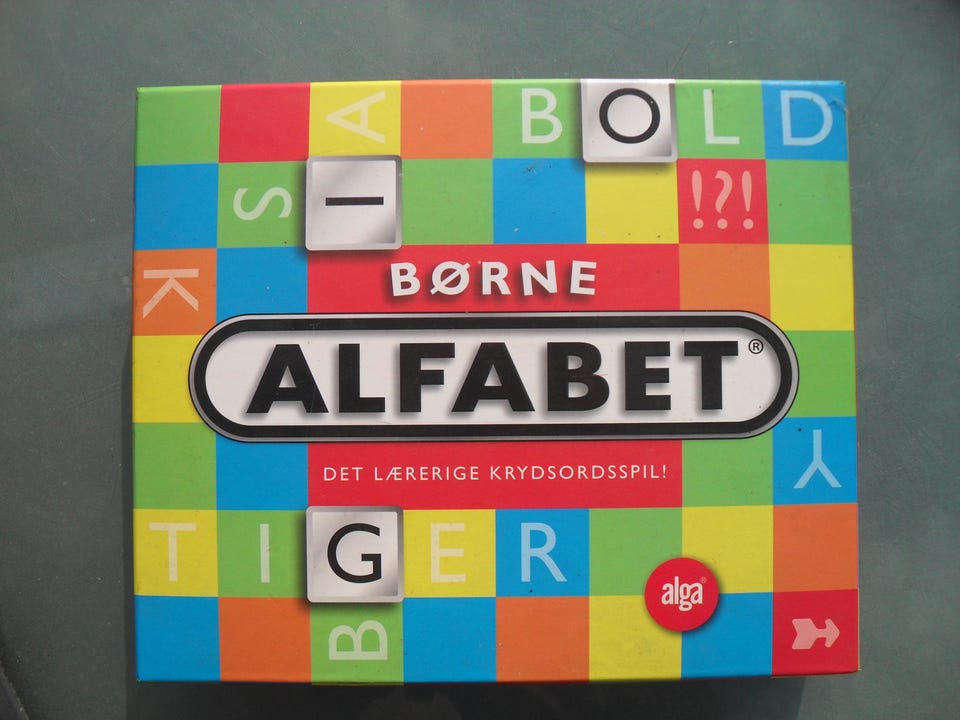 A BOLD
S I !?!
K
BØRNE
ALFABET®
DET LÆRERIGE KRYDSORDSSPIL!
Y
TIGER
alga®
B